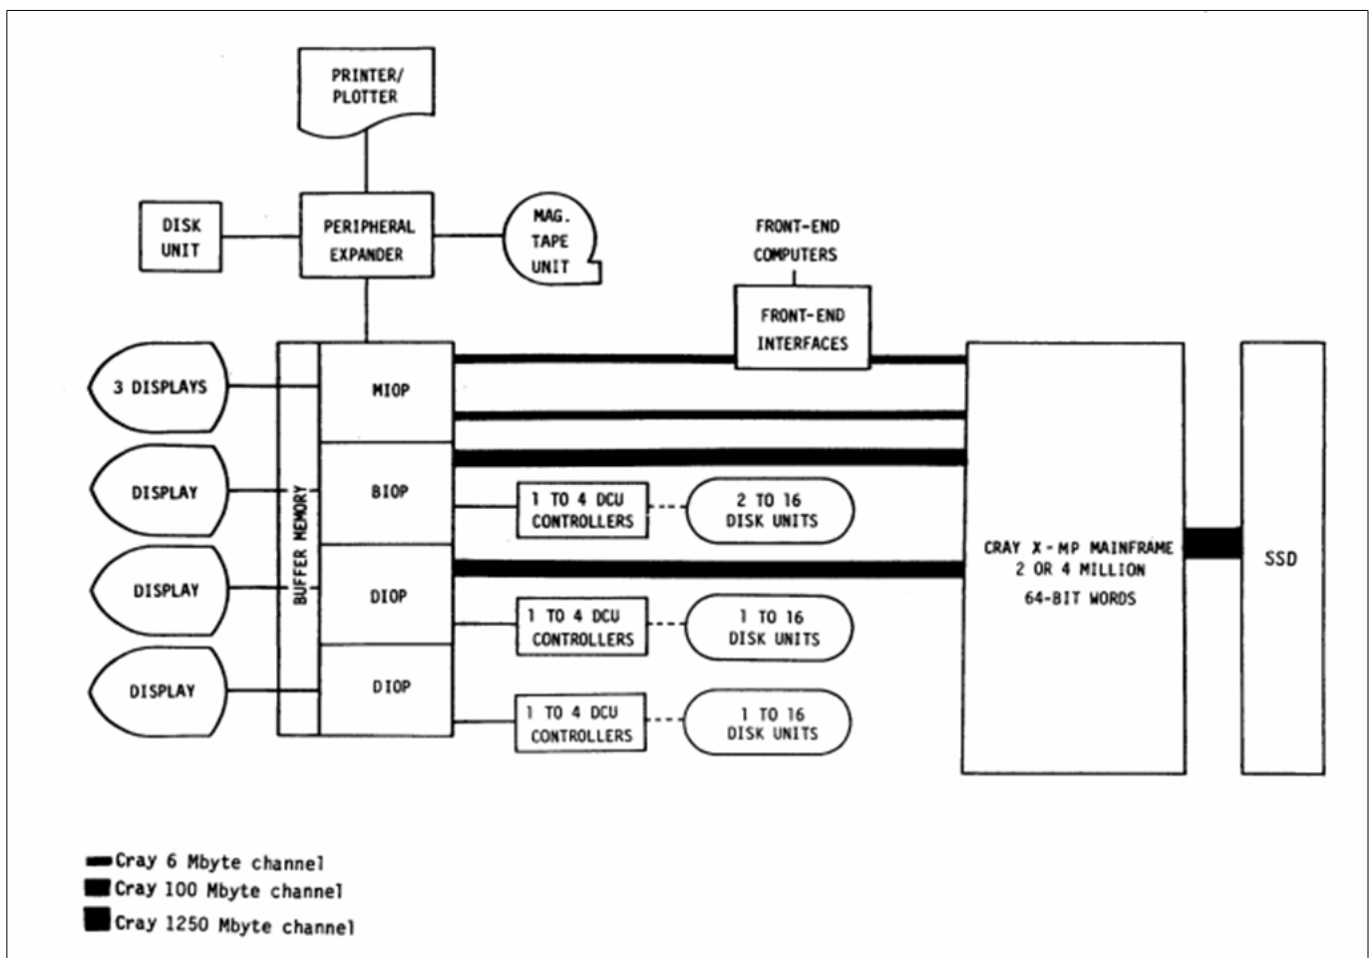 PRINTER/
PLOTTER
DISK
UNIT
PERIPHERAL
EXPANDER
MAG.
TAPE
UNIT
FRONT-END
COMPUTERS
FRONT-END
INTERFACES
3 DISPLAYS
MIOP
DISPLAY
BUFFER MEMORY
BIOP
1 TO 4 DCU
CONTROLLERS
2 TO 16
DISK UNITS
DISPLAY
DIOP
1 TO 4 DCU
CONTROLLERS
1 TO 16
DISK UNITS
DISPLAY
DIOP
1 TO 4 DCU
CONTROLLERS
1 TO 16
DISK UNITS
CRAY X-MP MAINFRAME
2 OR 4 MILLION
64-BIT WORDS
SSD
Cray 6 Mbyte channel
Cray 100 Mbyte channel
Cray 1250 Mbyte channel